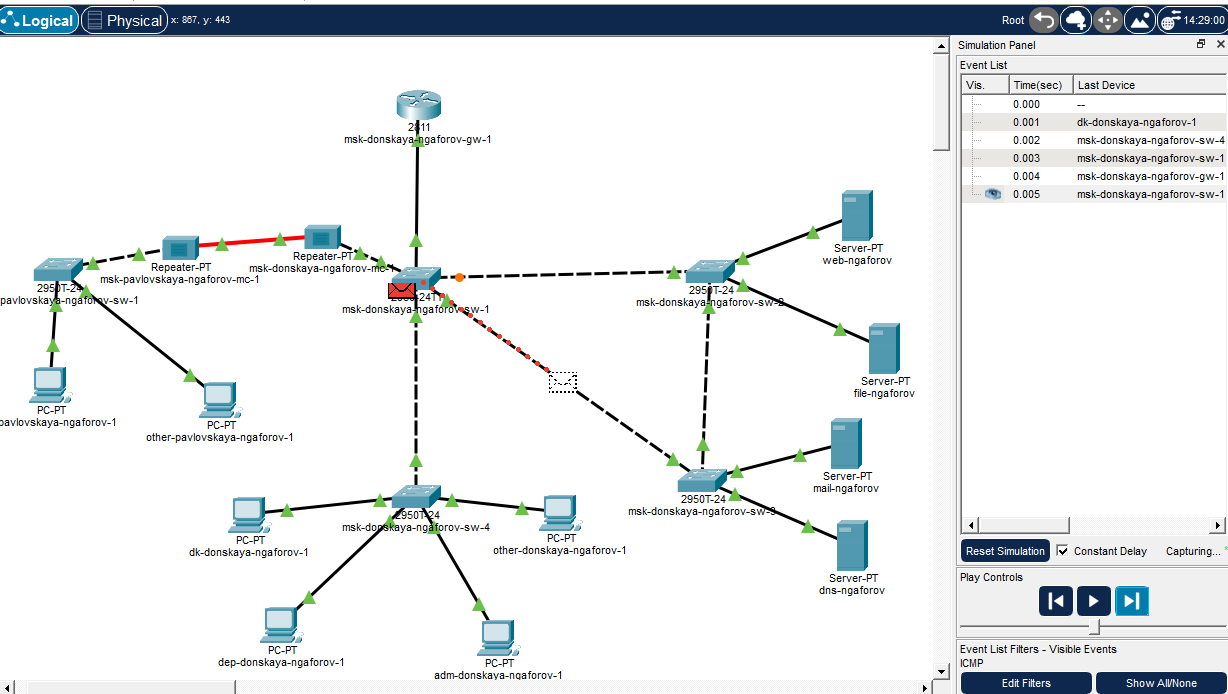 Logical
Physical
x: 867, y: 443
Root
14:29:00
Simulation Panel
Event List
Vis.
Time(sec)
Last Device
0.000
--
0.001
dk-donskaya-ngaforov-1
0.002
msk-donskaya-ngaforov-sw-4
0.003
msk-donskaya-ngaforov-sw-1
0.004
msk-donskaya-ngaforov-gw-1
0.005
msk-donskaya-ngaforov-sw-1
2811
msk-donskaya-ngaforov-gw-1
Server-PT
web-ngaforov
Repeater-PT
msk-donskaya-ngaforov-mc-1
Repeater-PT
msk-pavlovskaya-ngaforov-mc-1
2950T-24
pavlovskaya-ngaforov-sw-1
msk-donskaya-ngaforov-sw-1
2950T-24
msk-donskaya-ngaforov-sw-2
Server-PT
file-ngaforov
PC-PT
pavlovskaya-ngaforov-1
PC-PT
other-pavlovskaya-ngaforov-1
Server-PT
mail-ngaforov
2950T-24
msk-donskaya-ngaforov-sw-3
2950T-24
msk-donskaya-ngaforov-sw-4
PC-PT
dk-donskaya-ngaforov-1
PC-PT
other-donskaya-ngaforov-1
Server-PT
dns-ngaforov
PC-PT
dep-donskaya-ngaforov-1
PC-PT
adm-donskaya-ngaforov-1
Reset Simulation
Constant Delay
Capturing...
Play Controls
Event List Filters - Visible Events
ICMP
Edit Filters
Show All/None